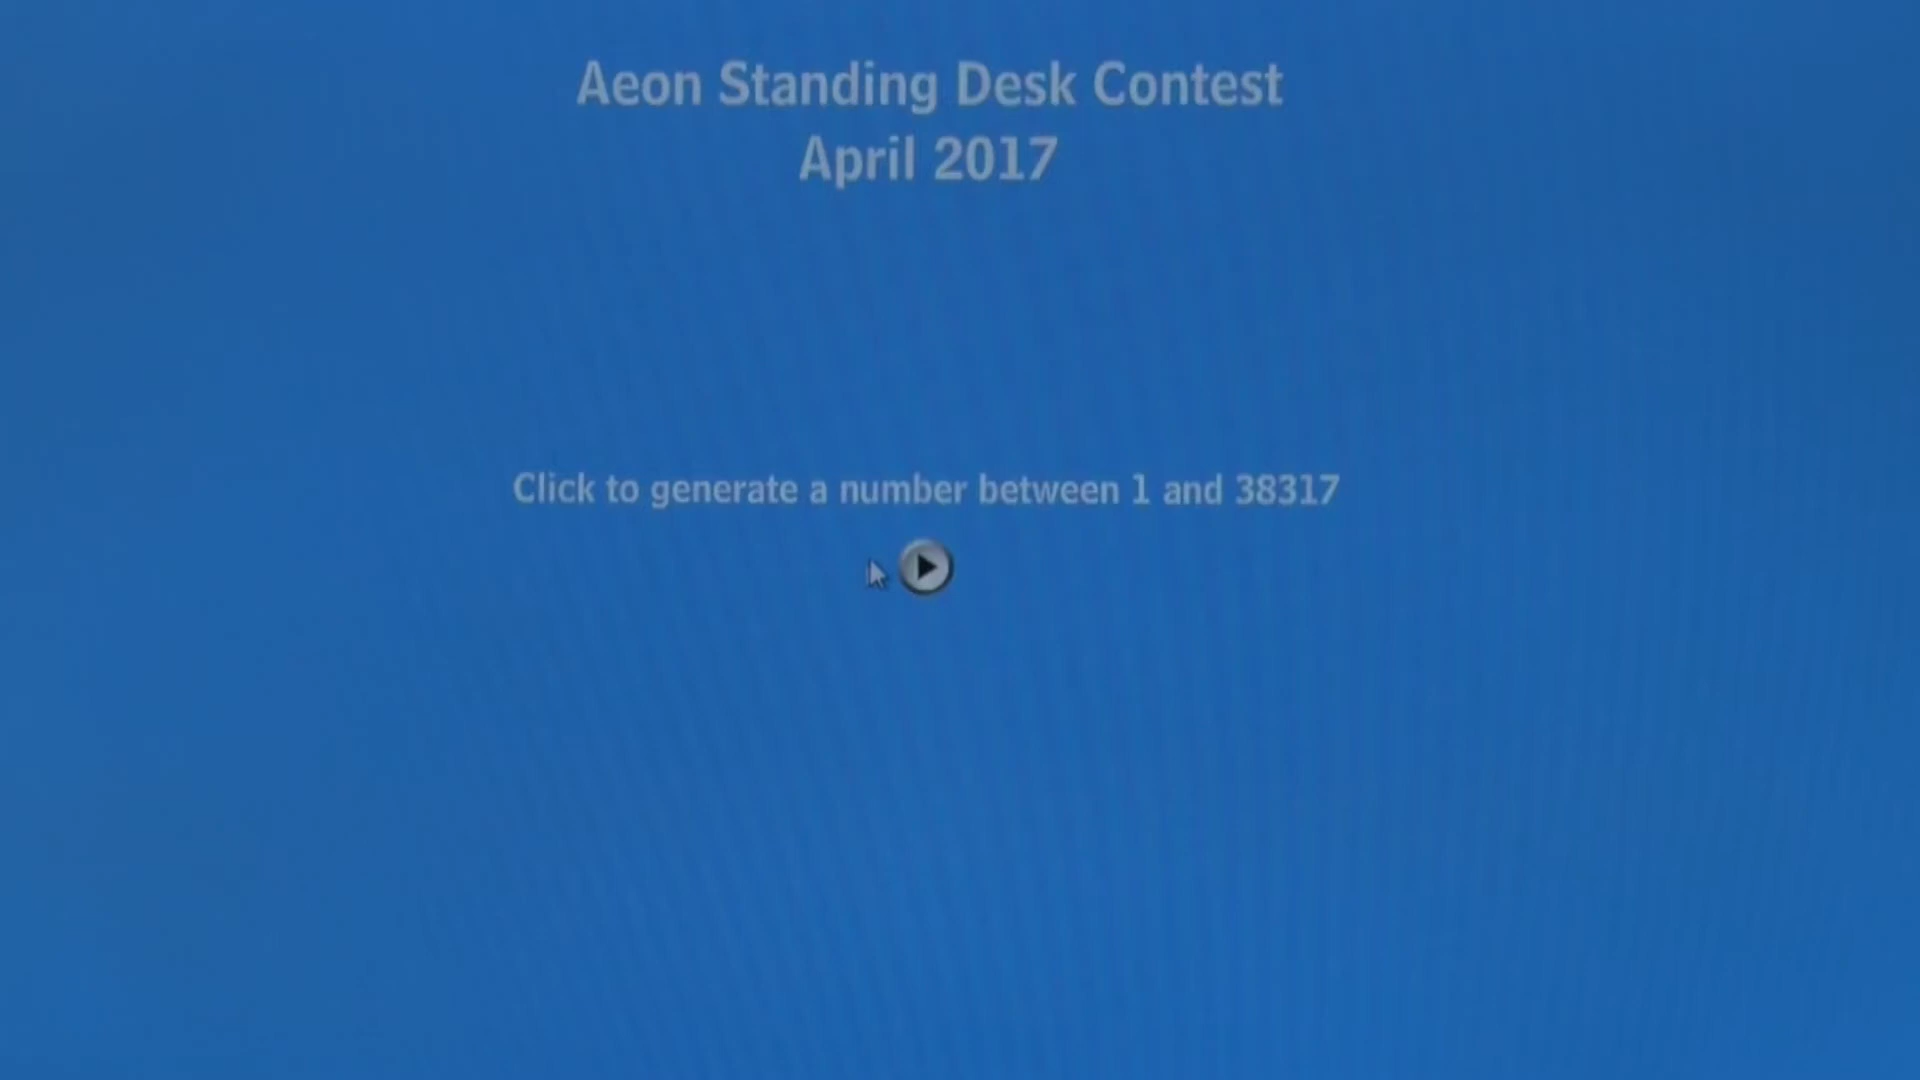 Aeon Standing Desk Contest
April 2017
Click to generate a number between 1 and 38317